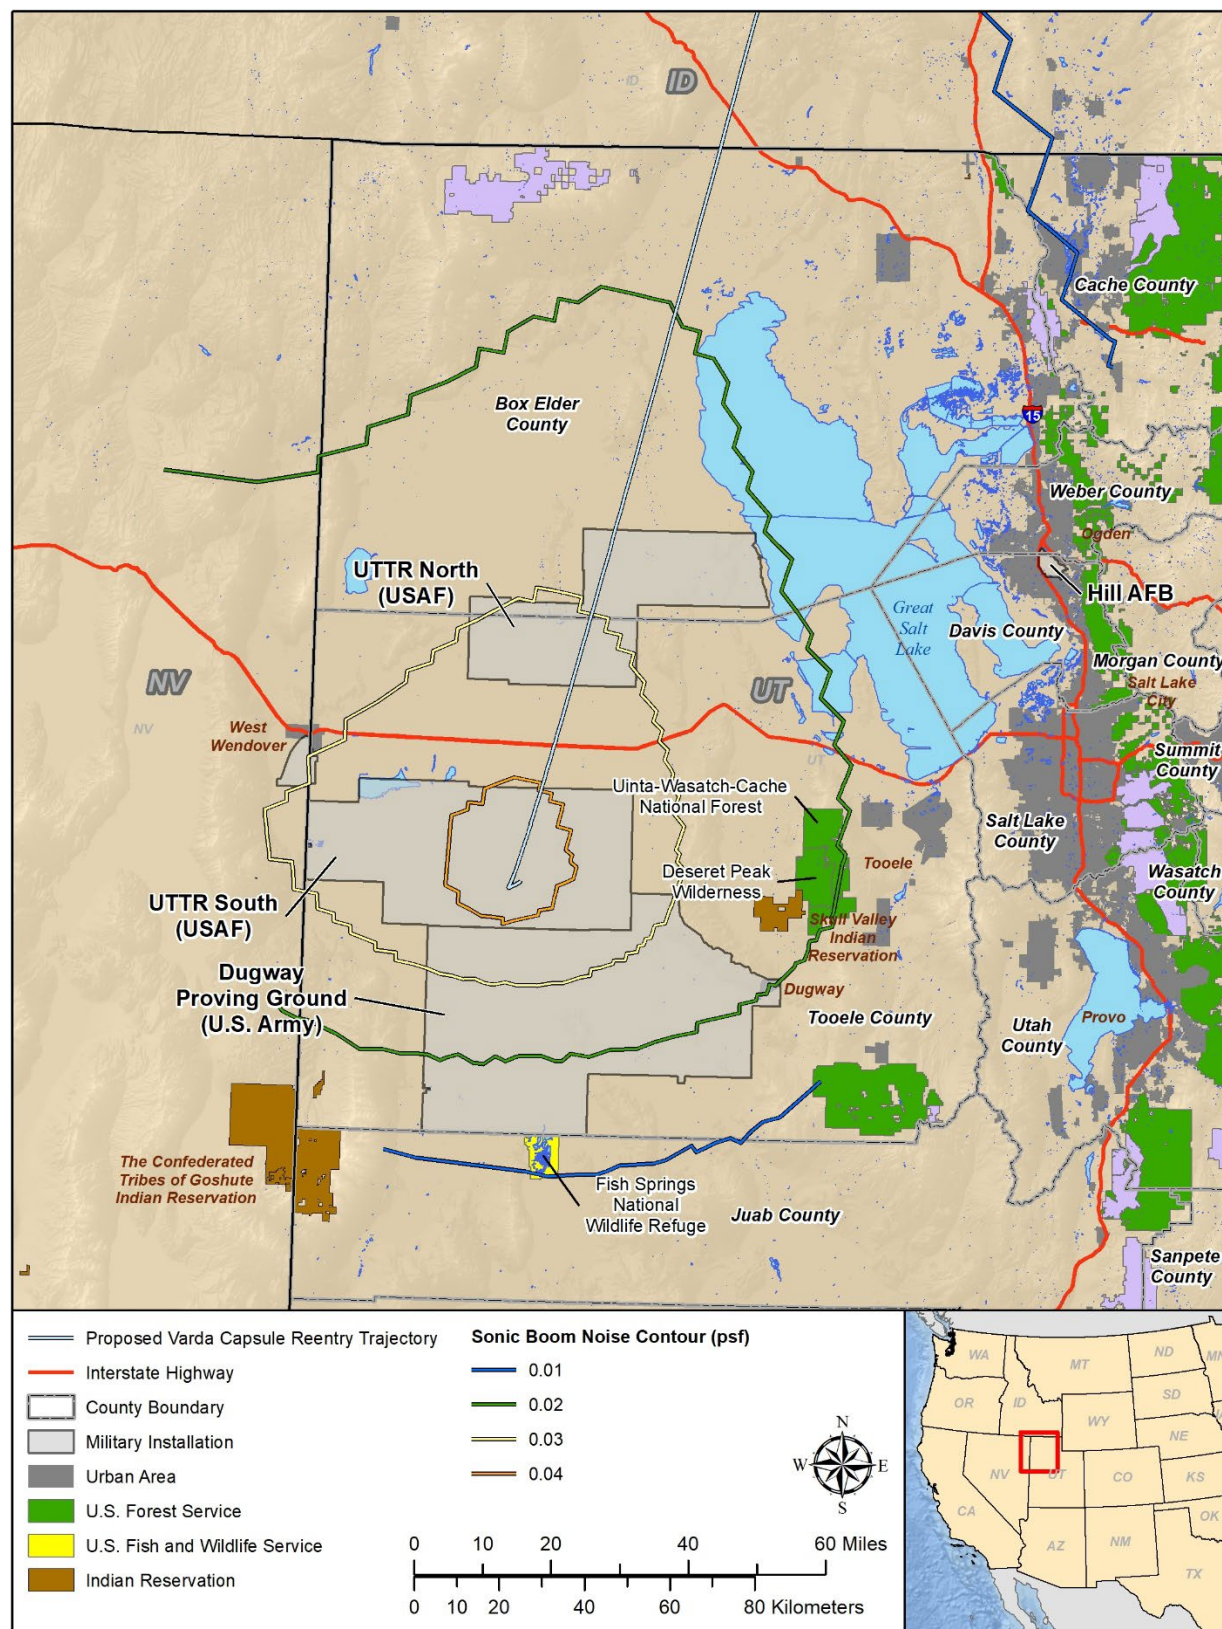 ID
ID
Cache County
Box Elder
County
15
Weber County
Ogden
UTTR North
(USAF)
Hill AFB
Great
Salt
Lake
Davis County
Morgan County
NV
UT
Salt Lake
City
West
Wendover
NV
UT
Summit
County
Uinta-Wasatch-Cache
National Forest
Salt Lake
County
Deseret Peak
Wilderness
Tooele
Wasatch
County
UTTR South
(USAF)
Skull Valley
Indian
Reservation
Dugway
Proving Ground
(U.S. Army)
Dugway
Tooele County
Utah
County
Provo
The Confederated
Tribes of Goshute
Indian Reservation
Fish Springs
National
Wildlife Refuge
Juab County
Sanpete
County
Proposed Varda Capsule Reentry Trajectory
Interstate Highway
County Boundary
Military Installation
Urban Area
U.S. Forest Service
U.S. Fish and Wildlife Service
Indian Reservation
Sonic Boom Noise Contour (psf)
0.01
0.02
0.03
0.04
N
W E
S
0 10 20 40 60 Miles
0 10 20 40 60 80 Kilometers
WA
MT
ND
MN
OR
ID
SD
WY
NE
NV
UT
CO
KS
CA
OK
AZ
NM
TX